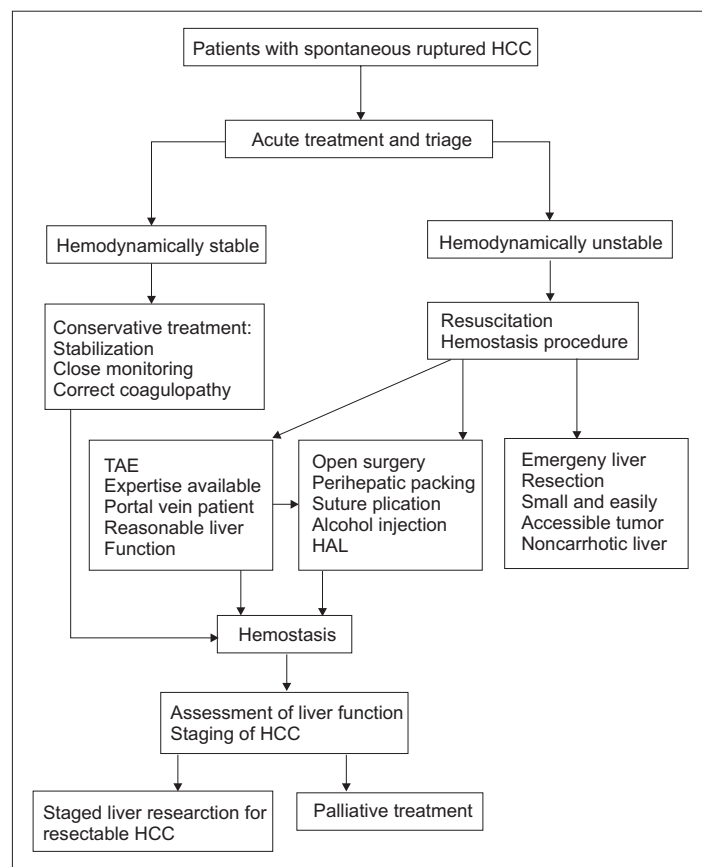 Patients with spontaneous ruptured HCC
Acute treatment and triage
Hemodynamically stable
Hemodynamically unstable
Conservative treatment:
Stabilization
Close monitoring
Correct coagulopathy
Resuscitation
Hemostasis procedure
TAE
Expertise available
Portal vein patient
Reasonable liver
Function
Open surgery
Perihepatic packing
Suture plication
Alcohol injection
HAL
Emergeny liver
Resection
Small and easily
Accessible tumor
Noncarrhotic liver
Hemostasis
Assessment of liver function
Staging of HCC
Staged liver researction for
resectable HCC
Palliative treatment